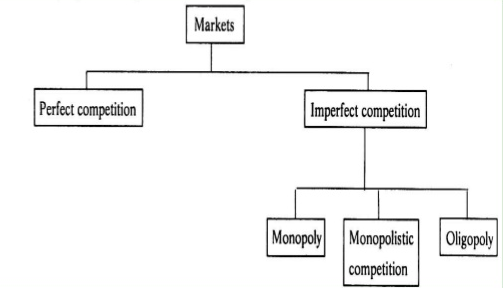 Markets
Perfect competition
Imperfect competition
Monopoly
Monopolistic
competition
Oligopoly